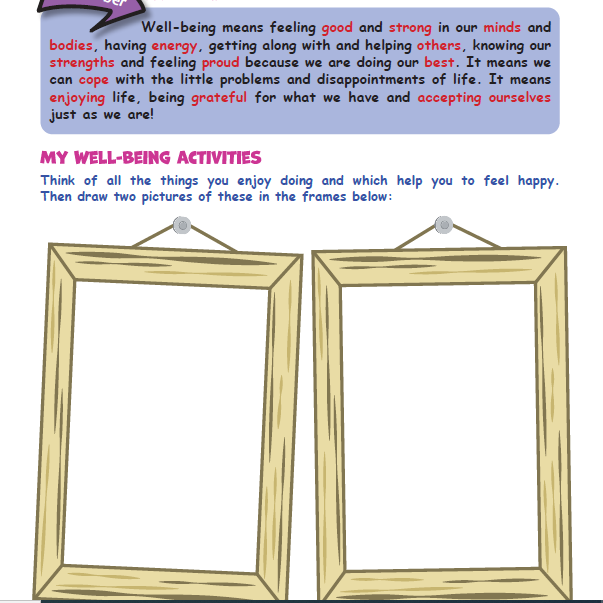 Well-being means feeling good and strong in our minds and
bodies, having energy, getting along with and helping others, knowing our
strengths and feeling proud because we are doing our best. It means we
can cope with the little problems and disappointments of life. It means
enjoying life, being grateful for what we have and accepting ourselves
just as we are!
MY WELL-BEING ACTIVITIES
Think of all the things you enjoy doing and which help you to feel happy.
Then draw two pictures of these in the frames below: